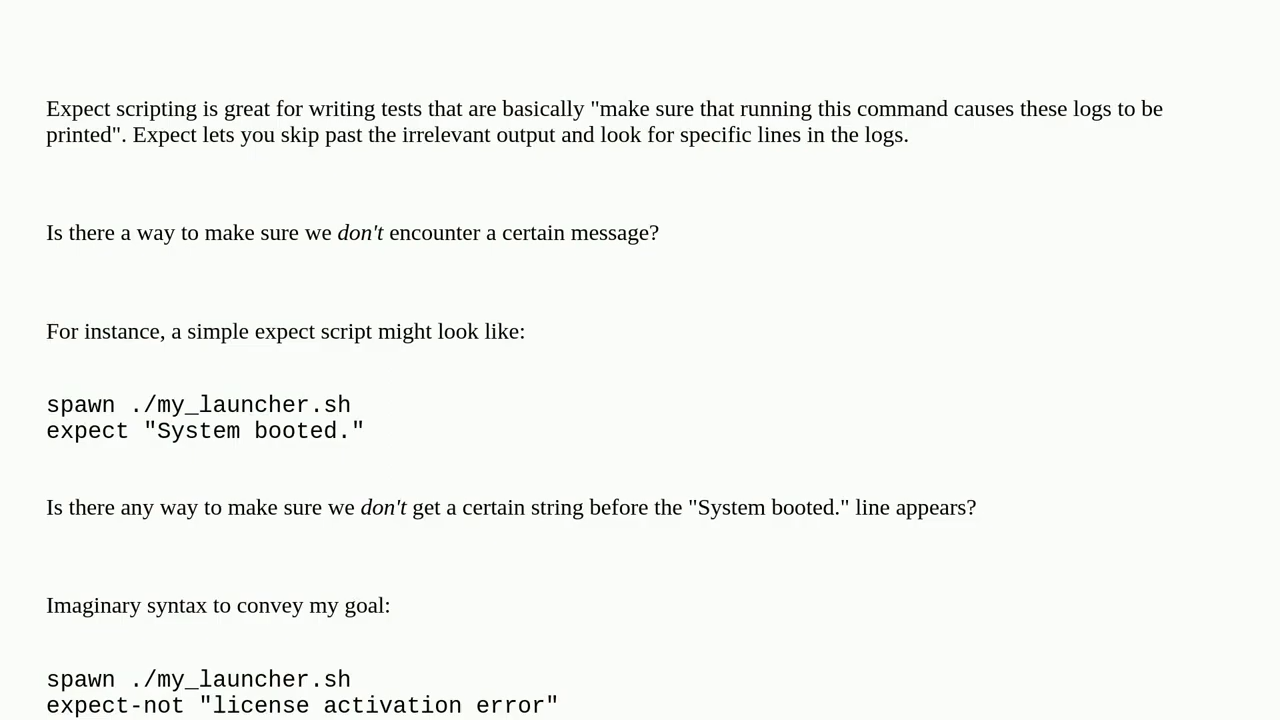 Expect scripting is great for writing tests that are basically "make sure that running this command causes these logs to be
printed". Expect lets you skip past the irrelevant output and look for specific lines in the logs.
Is there a way to make sure we don't encounter a certain message?
For instance, a simple expect script might look like:
spawn ./my_launcher.sh
expect "System booted."
Is there any way to make sure we don't get a certain string before the "System booted." line appears?
Imaginary syntax to convey my goal:
spawn ./my_launcher.sh
expect-not "license activation error"